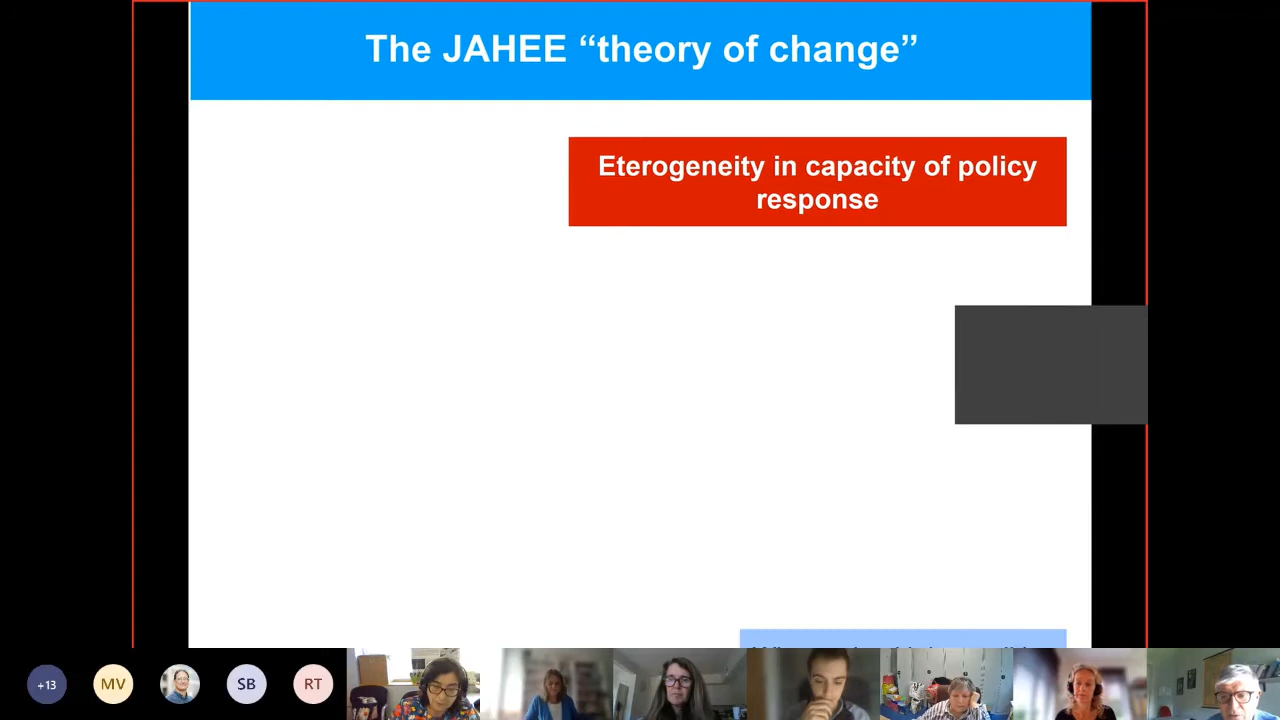 The JAHEE “theory of change”
Eterogeneity in capacity of policy
response
+13
MV
SB
RT